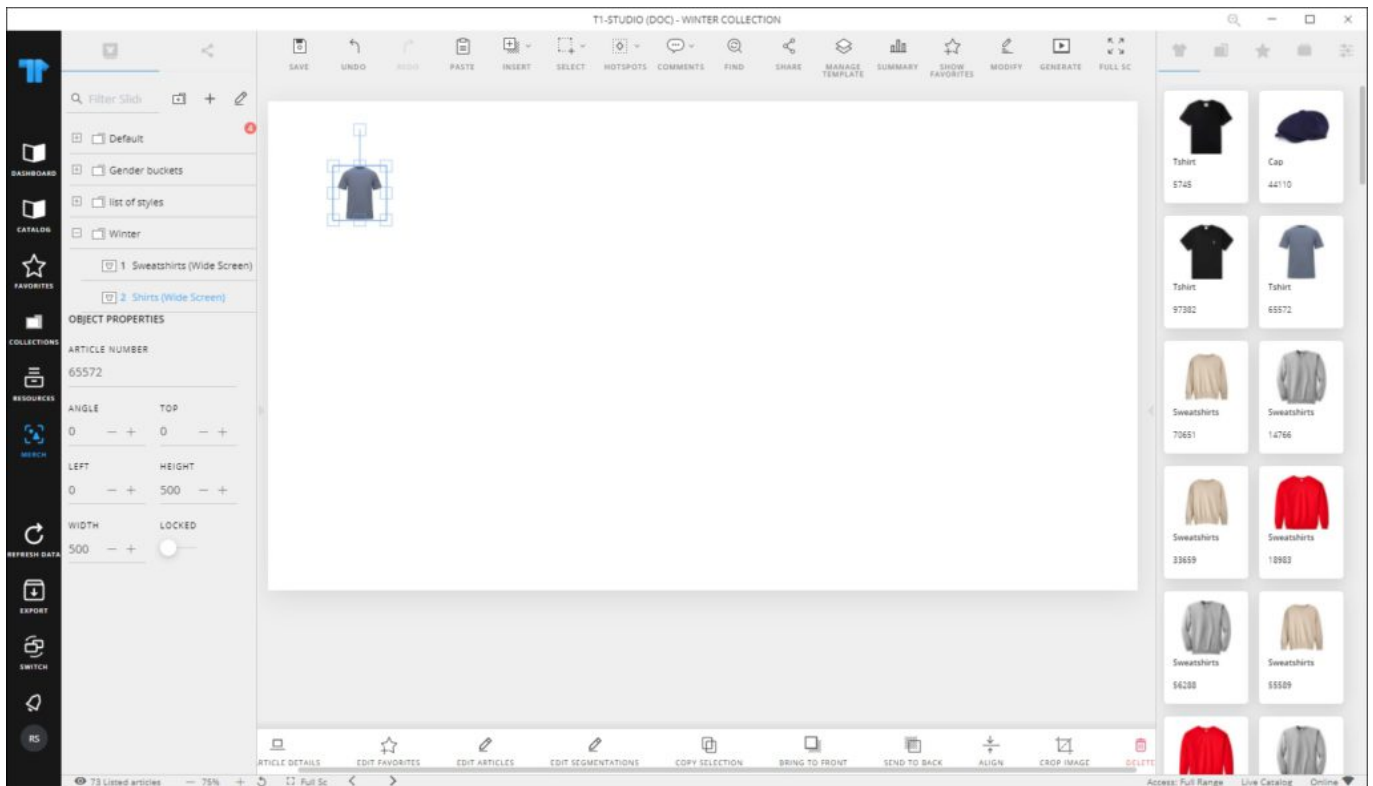 T1-STUDIO (DOC) - WINTER COLLECTION
SAVE
UNDO
REDO
PASTE
INSERT
SELECT
HOTSPOTS
COMMENTS
FIND
SHARE
MANAGE TEMPLATE
SUMMARY
SHOW FAVORITES
MODIFY
GENERATE
FULL SC
DASHBOARD
CATALOG
FAVORITES
COLLECTIONS
RESOURCES
MERCH
REFRESH DATA
EXPORT
SWITCH
RS
Filter Slide
4
Default
Gender buckets
list of styles
Winter
1 Sweatshirts (Wide Screen)
2 Shirts (Wide Screen)
OBJECT PROPERTIES
ARTICLE NUMBER
65572
ANGLE TOP
0 — + 0 — +
LEFT HEIGHT
0 — + 500 — +
WIDTH LOCKED
500 — +
Tshirt
5745
Cap
44110
Tshirt
97382
Tshirt
65572
Sweatshirts
70651
Sweatshirts
14766
Sweatshirts
33659
Sweatshirts
18983
Sweatshirts
56288
Sweatshirts
55589
ARTICLE DETAILS
EDIT FAVORITES
EDIT ARTICLES
EDIT SEGMENTATIONS
COPY SELECTION
BRING TO FRONT
SEND TO BACK
ALIGN
CROP IMAGE
DELETE
73 Listed articles — 75% + Full Sc
Access: Full Range Live Catalog Online